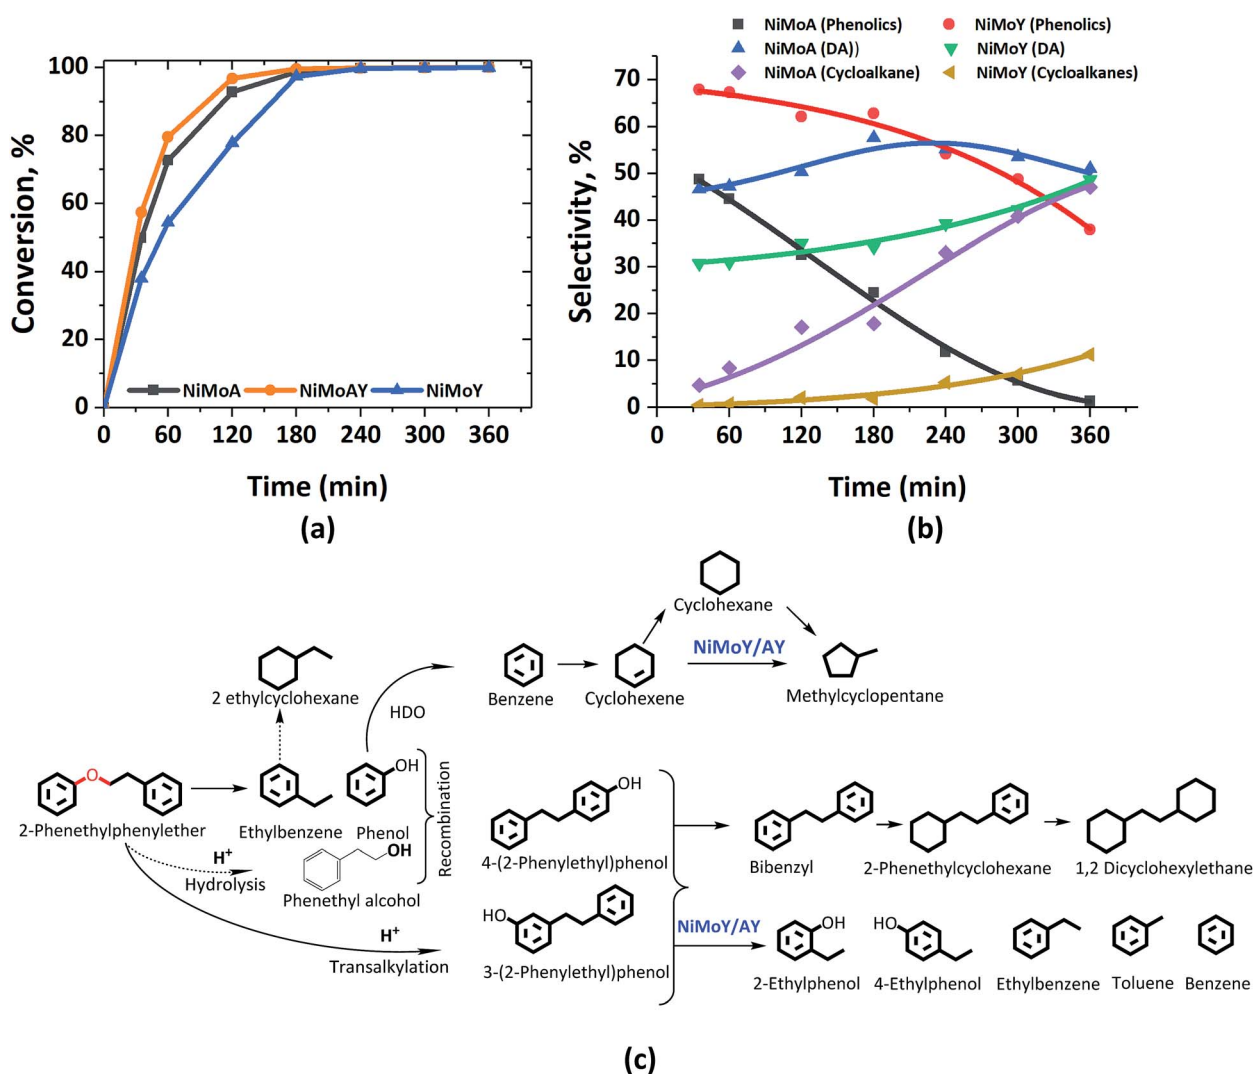 NiMoA (Phenolics)
NiMoY (Phenolics)
NiMoA (DA))
NiMoY (DA)
NiMoA (Cycloalkane)
NiMoY (Cycloalkanes)
Conversion, %
100
80
60
40
20
0
NiMoA
NiMoAY
NiMoY
0 60 120 180 240 300 360
Time (min)
(a)
Selectivity, %
70
60
50
40
30
20
10
0
0 60 120 180 240 300 360
Time (min)
(b)
Cyclohexane
NiMoY/AY
2 ethylcyclohexane
HDO
Benzene
Cyclohexene
Methylcyclopentane
O
OH
2-Phenethylphenylether
Ethylbenzene
Phenol
Recombination
H+
Hydrolysis
OH
Phenethyl alcohol
H+
Transalkylation
OH
4-(2-Phenylethyl)phenol
HO
3-(2-Phenylethyl)phenol
Bibenzyl
2-Phenethylcyclohexane
1,2 Dicyclohexylethane
NiMoY/AY
OH
HO
2-Ethylphenol
4-Ethylphenol
Ethylbenzene
Toluene
Benzene
(c)